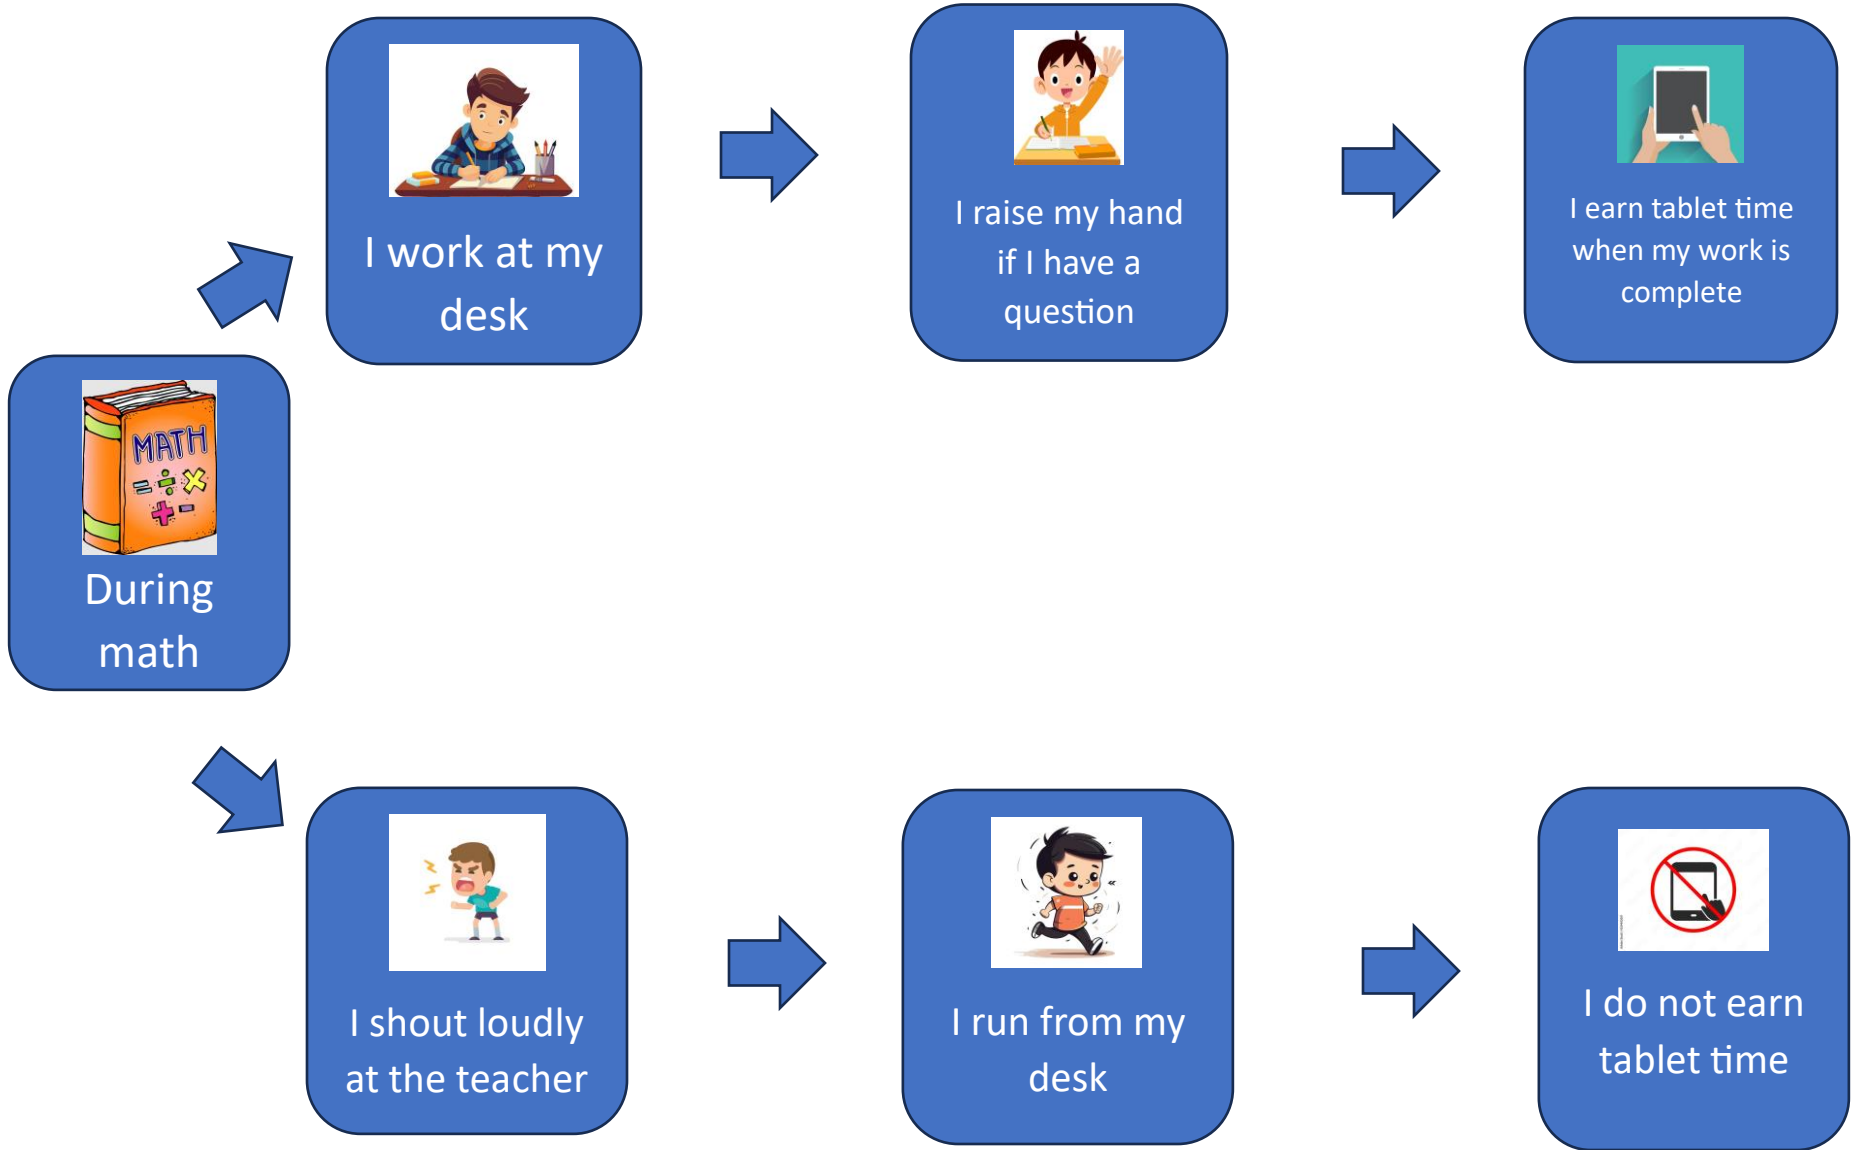 I work at my
desk
I raise my hand
if I have a
question
I earn tablet time
when my work is
complete
MATH
= ÷ ×
+ -
During
math
I shout loudly
at the teacher
I run from my
desk
I do not earn
tablet time